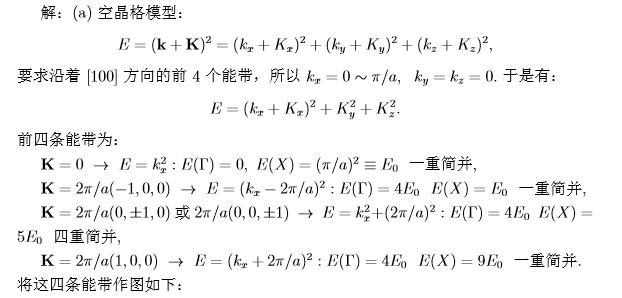 解：(a) 空晶格模型：
E = (k + K)² = (kₓ + Kₓ)² + (k_y + K_y)² + (k_z + K_z)²,
要求沿着 [100] 方向的前 4 个能带，所以 kₓ = 0 ∼ π/a, k_y = k_z = 0. 于是有：
E = (kₓ + Kₓ)² + K_y² + K_z².
前四条能带为：
K = 0 → E = kₓ² : E(Γ) = 0, E(X) = (π/a)² ≡ E₀ 一重简并,
K = 2π/a(−1, 0, 0) → E = (kₓ − 2π/a)² : E(Γ) = 4E₀ E(X) = E₀ 一重简并,
K = 2π/a(0, ±1, 0) 或 2π/a(0, 0, ±1) → E = kₓ²+(2π/a)² : E(Γ) = 4E₀ E(X) =
5E₀ 四重简并,
K = 2π/a(1, 0, 0) → E = (kₓ + 2π/a)² : E(Γ) = 4E₀ E(X) = 9E₀ 一重简并.
将这四条能带作图如下：